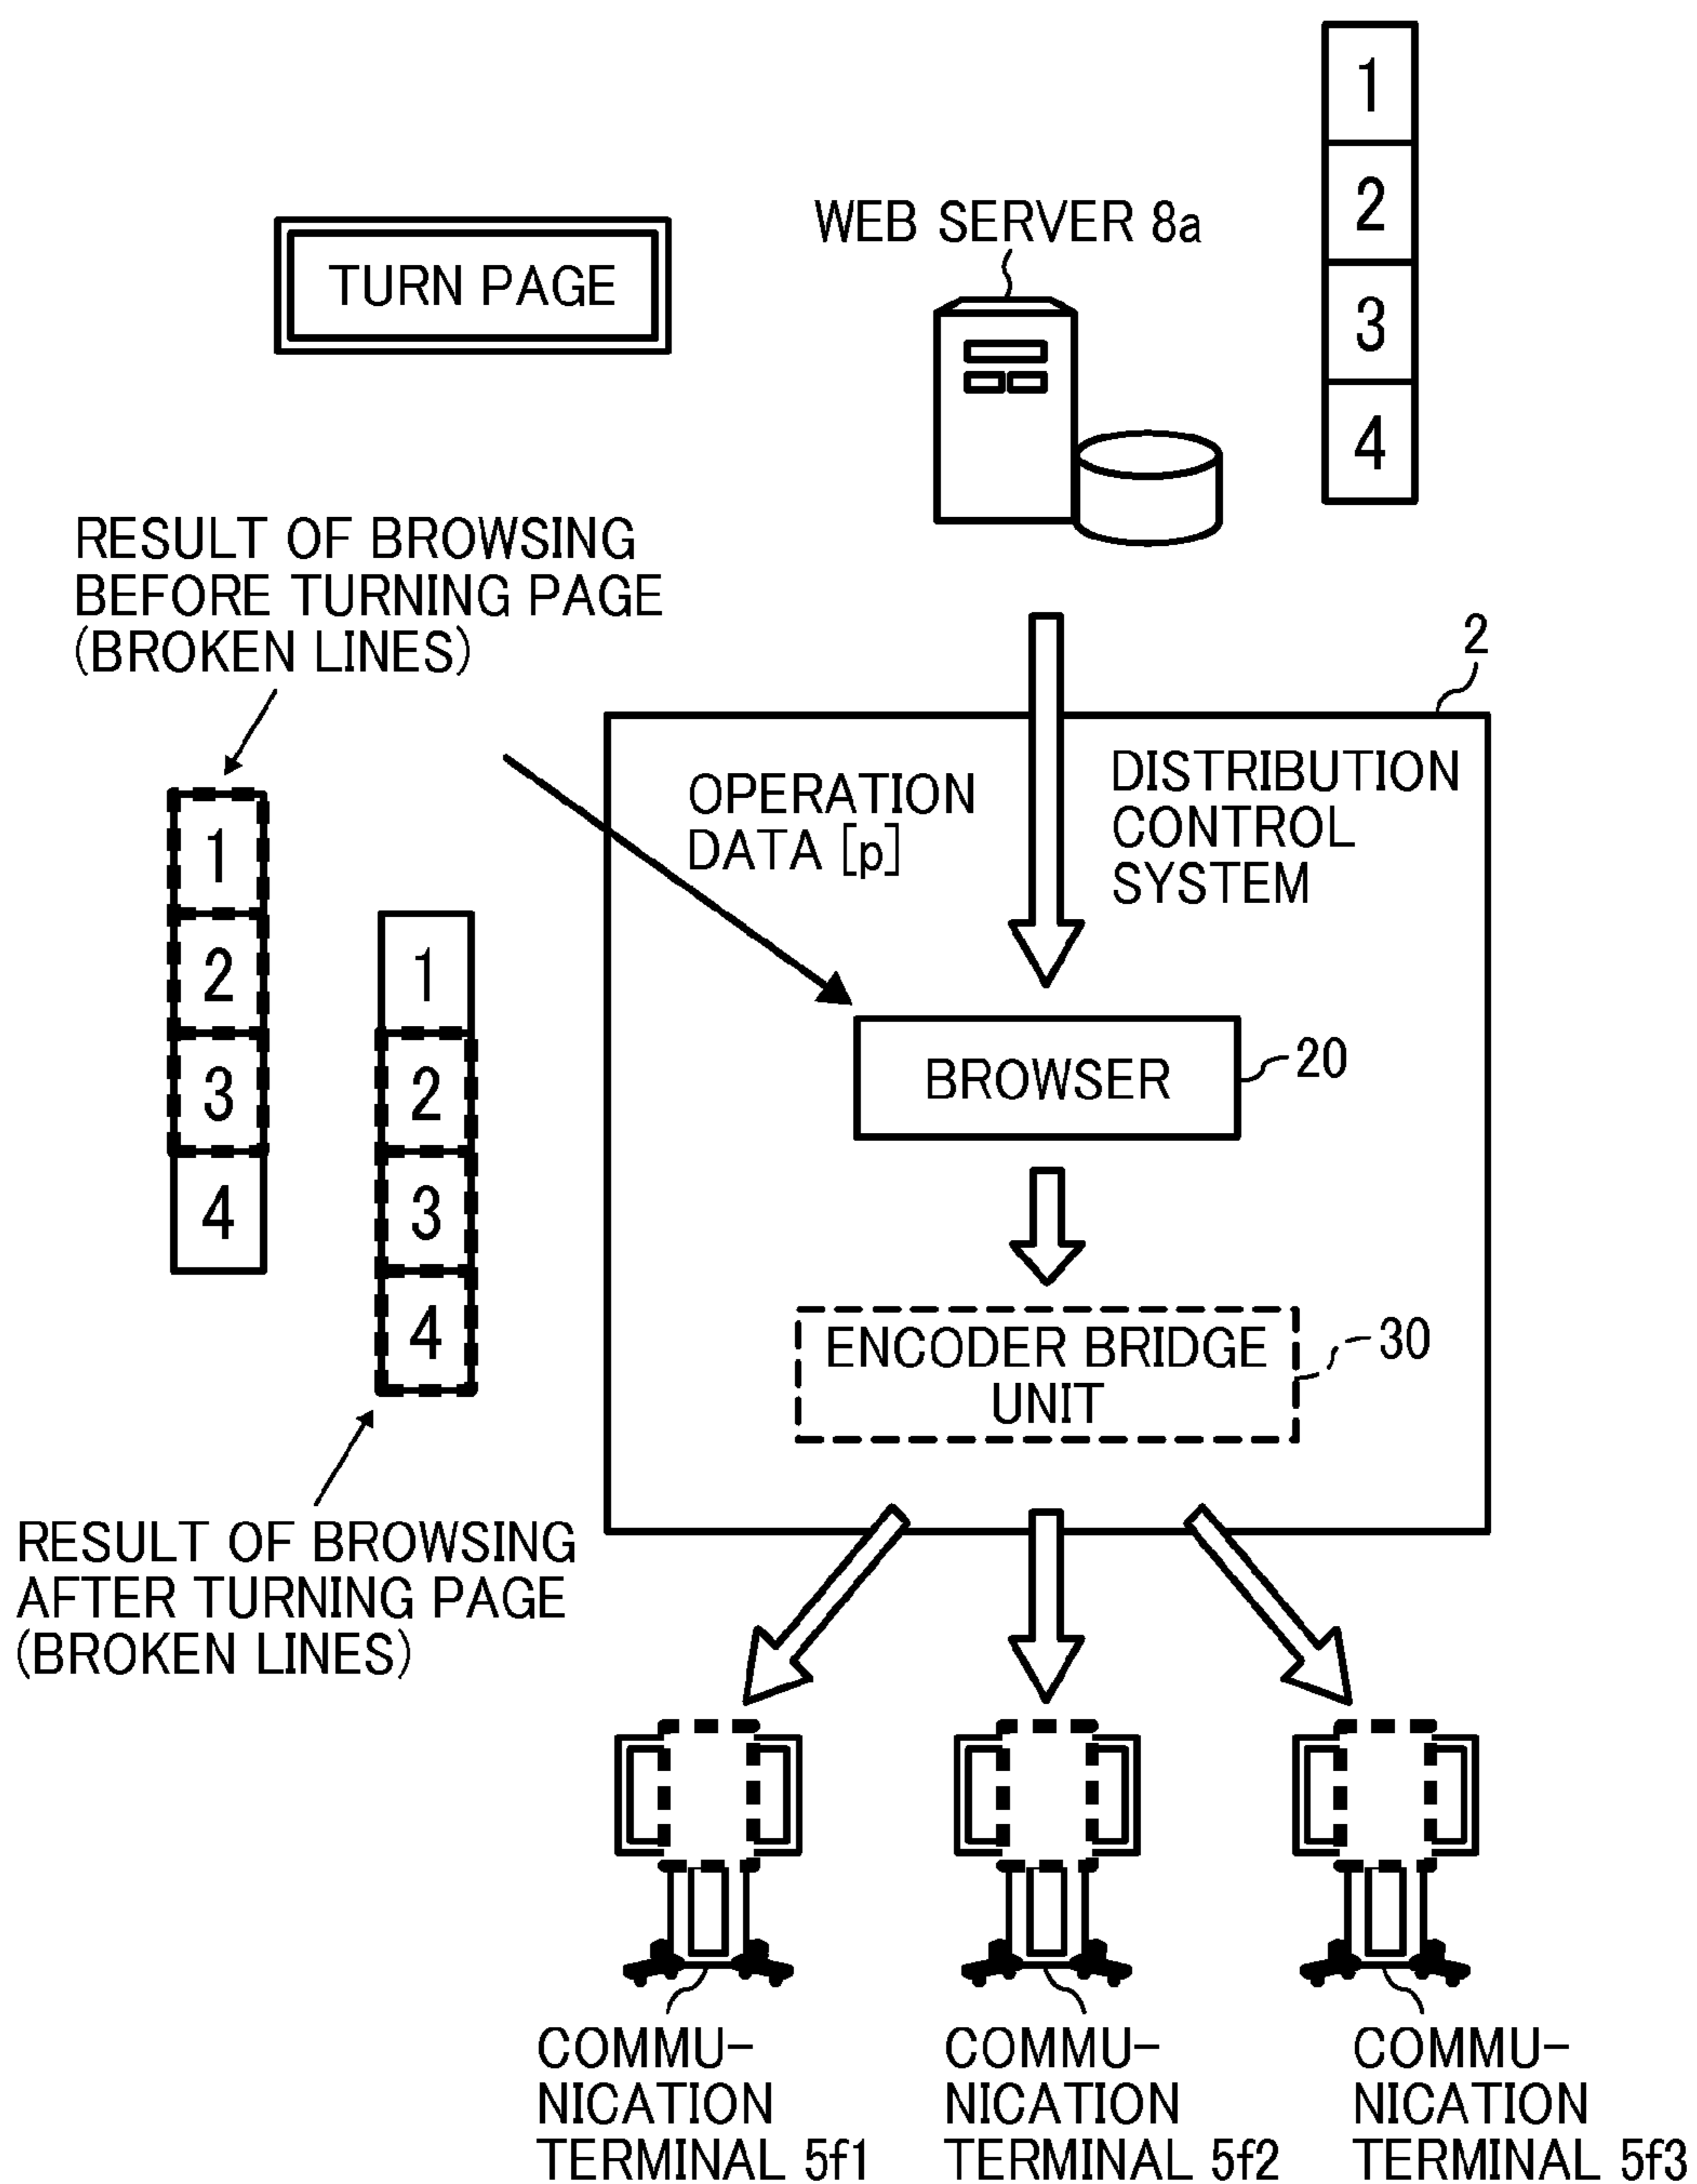 1
2
3
4
WEB SERVER 8a
TURN PAGE
RESULT OF BROWSING
BEFORE TURNING PAGE
(BROKEN LINES)
2
OPERATION
DATA [p]
DISTRIBUTION
CONTROL
SYSTEM
1
2
3
4
1
2
3
4
BROWSER
20
ENCODER BRIDGE
UNIT
30
RESULT OF BROWSING
AFTER TURNING PAGE
(BROKEN LINES)
COMMU-
NICATION
TERMINAL 5f1
COMMU-
NICATION
TERMINAL 5f2
COMMU-
NICATION
TERMINAL 5f3